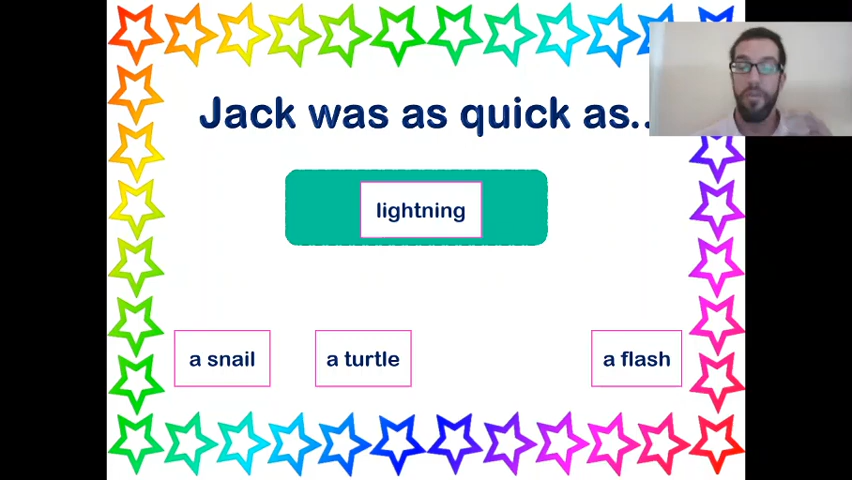 Jack was as quick as..
lightning
a snail
a turtle
a flash